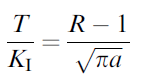 T/K_I = (R − 1)/√(πa)